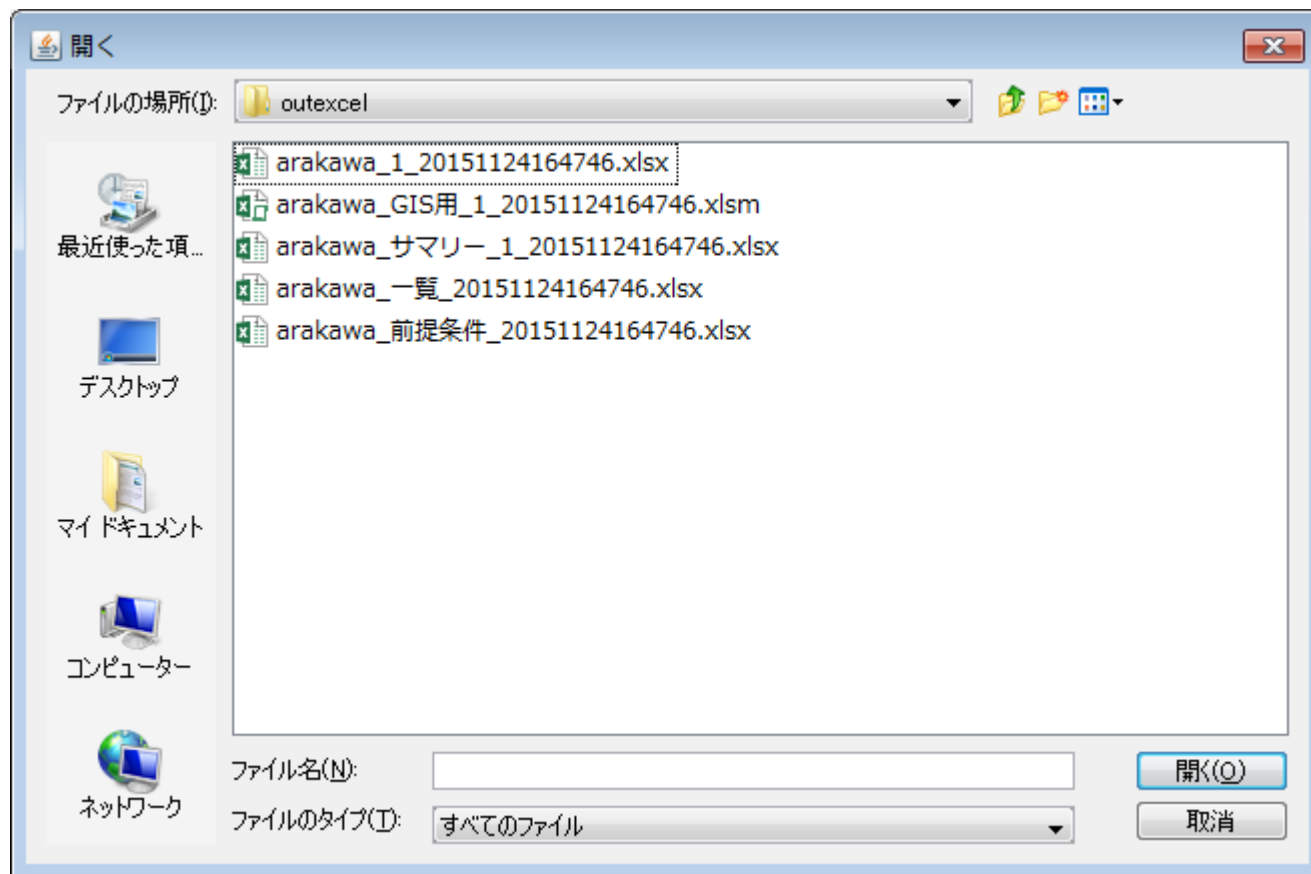 開く
ファイルの場所(I): outexcel
最近使った項...
デスクトップ
マイ ドキュメント
コンピューター
ネットワーク
arakawa_1_20151124164746.xlsx
arakawa_GIS用_1_20151124164746.xlsm
arakawa_サマリー_1_20151124164746.xlsx
arakawa_一覧_20151124164746.xlsx
arakawa_前提条件_20151124164746.xlsx
ファイル名(N):
開く(O)
ファイルのタイプ(T): すべてのファイル
取消